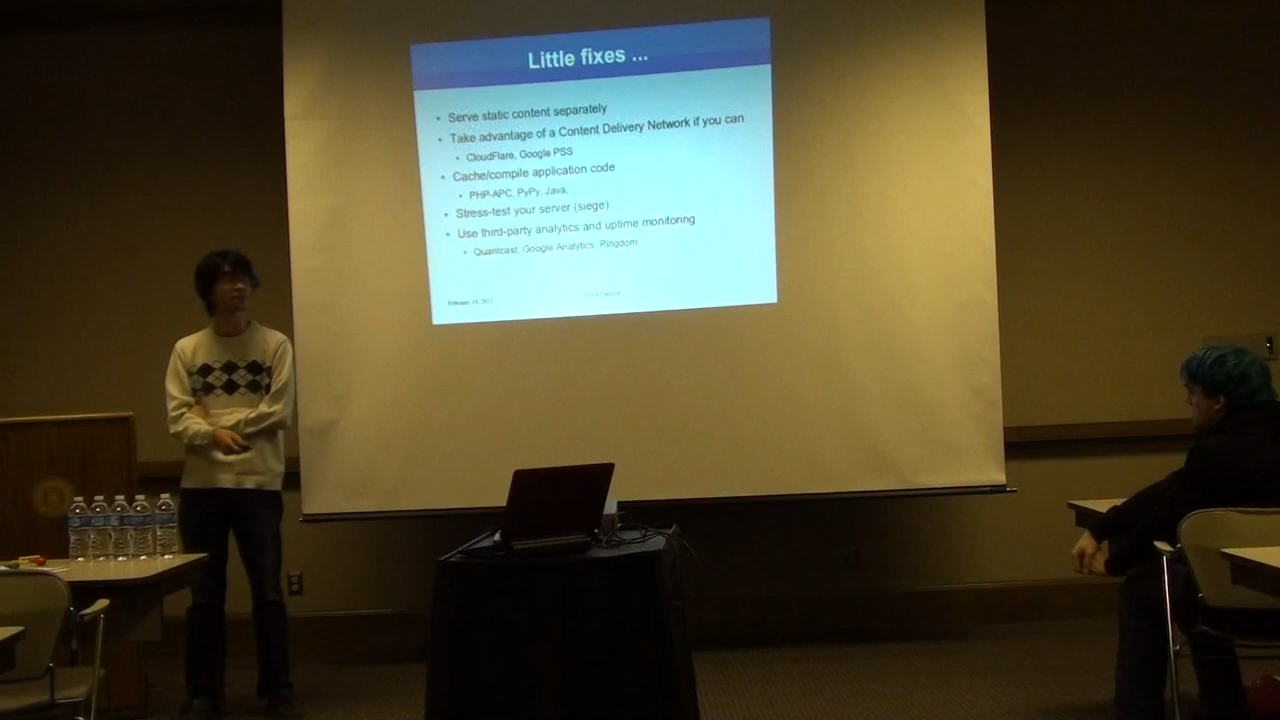 Little fixes ...
• Serve static content separately
• Take advantage of a Content Delivery Network if you can
• CloudFlare, Google PSS
• Cache/compile application code
• PHP-APC, PyPy, Java, ...
• Stress-test your server (siege)
• Use third-party analytics and uptime monitoring
• Quantcast, Google Analytics, Pingdom
February